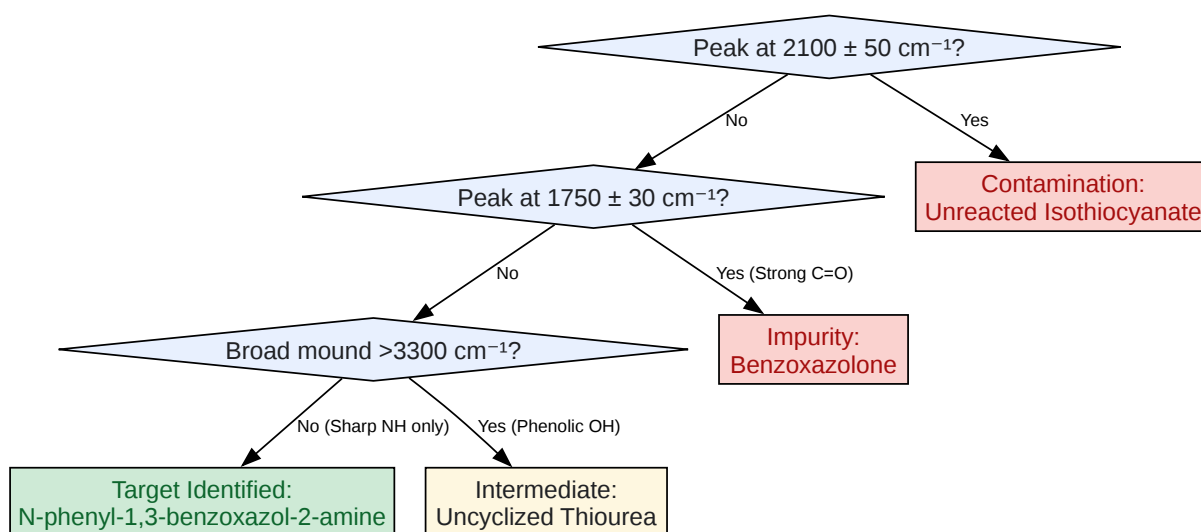 Peak at 2100 ± 50 cm⁻¹?
No
Yes
Peak at 1750 ± 30 cm⁻¹?
Contamination:
Unreacted Isothiocyanate
No
Yes (Strong C=O)
Broad mound >3300 cm⁻¹?
Impurity:
Benzoxazolone
No (Sharp NH only)
Yes (Phenolic OH)
Target Identified:
N-phenyl-1,3-benzoxazol-2-amine
Intermediate:
Uncyclized Thiourea